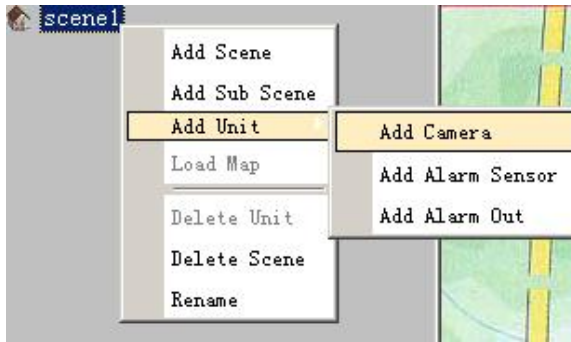 scene1
Add Scene
Add Sub Scene
Add Unit
Load Map
Delete Unit
Delete Scene
Rename
Add Camera
Add Alarm Sensor
Add Alarm Out